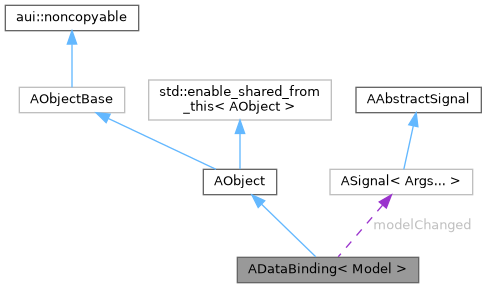 aui::noncopyable
AObjectBase
std::enable_shared_from
_this< AObject >
AAbstractSignal
AObject
ASignal< Args... >
modelChanged
ADataBinding< Model >